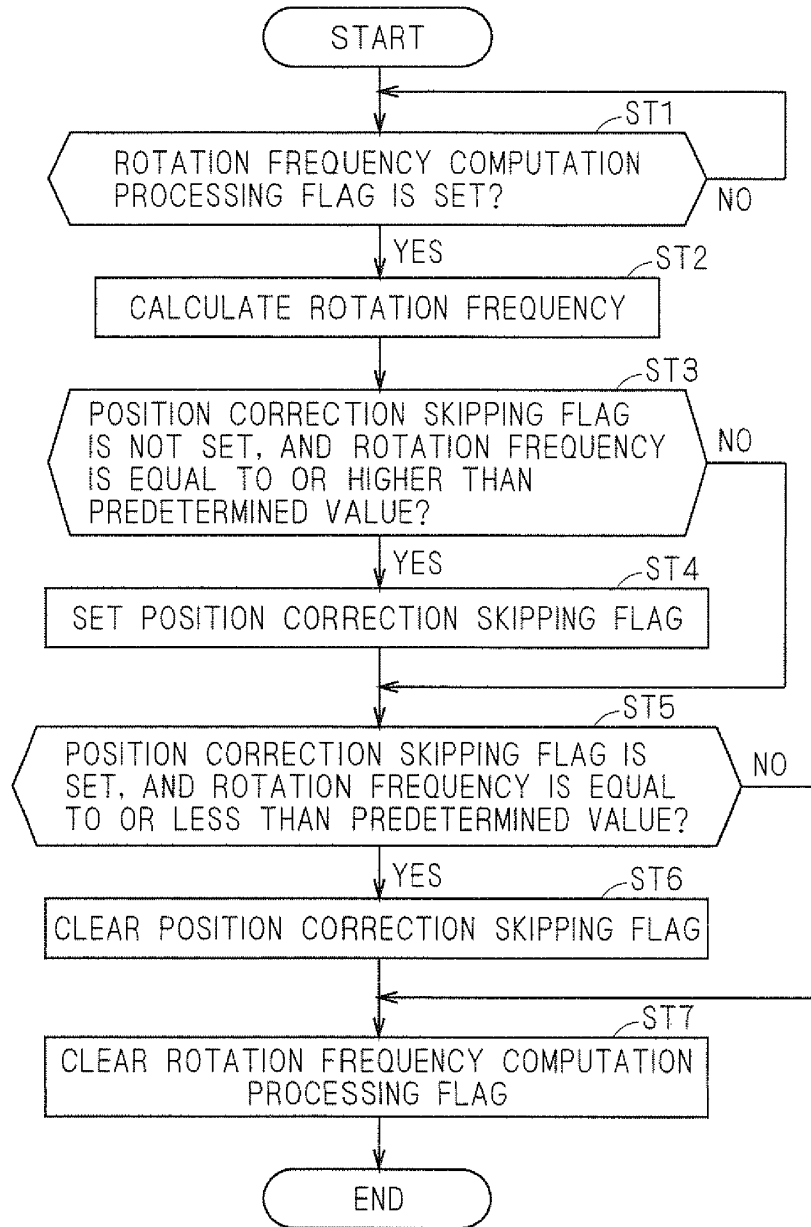 START
ST1
ROTATION FREQUENCY COMPUTATION
PROCESSING FLAG IS SET?
NO
YES
ST2
CALCULATE ROTATION FREQUENCY
ST3
POSITION CORRECTION SKIPPING FLAG
IS NOT SET, AND ROTATION FREQUENCY
IS EQUAL TO OR HIGHER THAN
PREDETERMINED VALUE?
NO
YES
ST4
SET POSITION CORRECTION SKIPPING FLAG
ST5
POSITION CORRECTION SKIPPING FLAG IS
SET, AND ROTATION FREQUENCY IS EQUAL
TO OR LESS THAN PREDETERMINED VALUE?
NO
YES
ST6
CLEAR POSITION CORRECTION SKIPPING FLAG
ST7
CLEAR ROTATION FREQUENCY COMPUTATION
PROCESSING FLAG
END